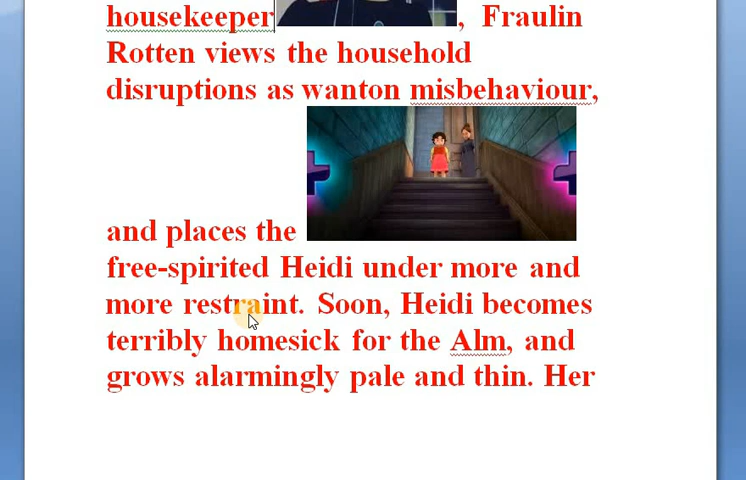 housekeeper, Fraulin
Rotten views the household
disruptions as wanton misbehaviour,
and places the
free-spirited Heidi under more and
more restraint. Soon, Heidi becomes
terribly homesick for the Alm, and
grows alarmingly pale and thin. Her